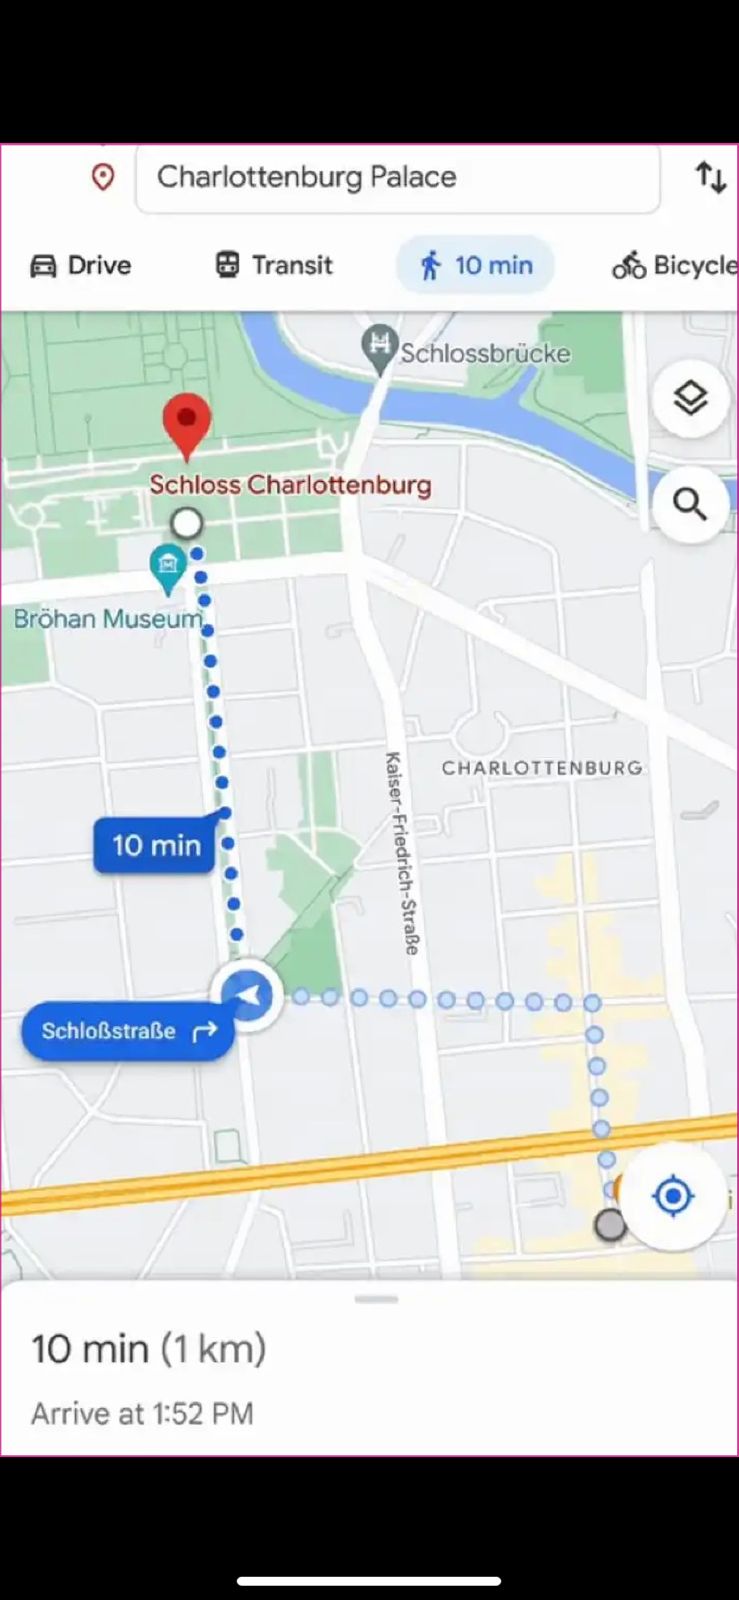 Charlottenburg Palace
Drive
Transit
10 min
Bicycle
Schlossbrücke
Schloss Charlottenburg
Bröhan Museum
CHARLOTTENBURG
Kaiser-Friedrich-Straße
10 min
Schloßstraße
10 min (1 km)
Arrive at 1:52 PM